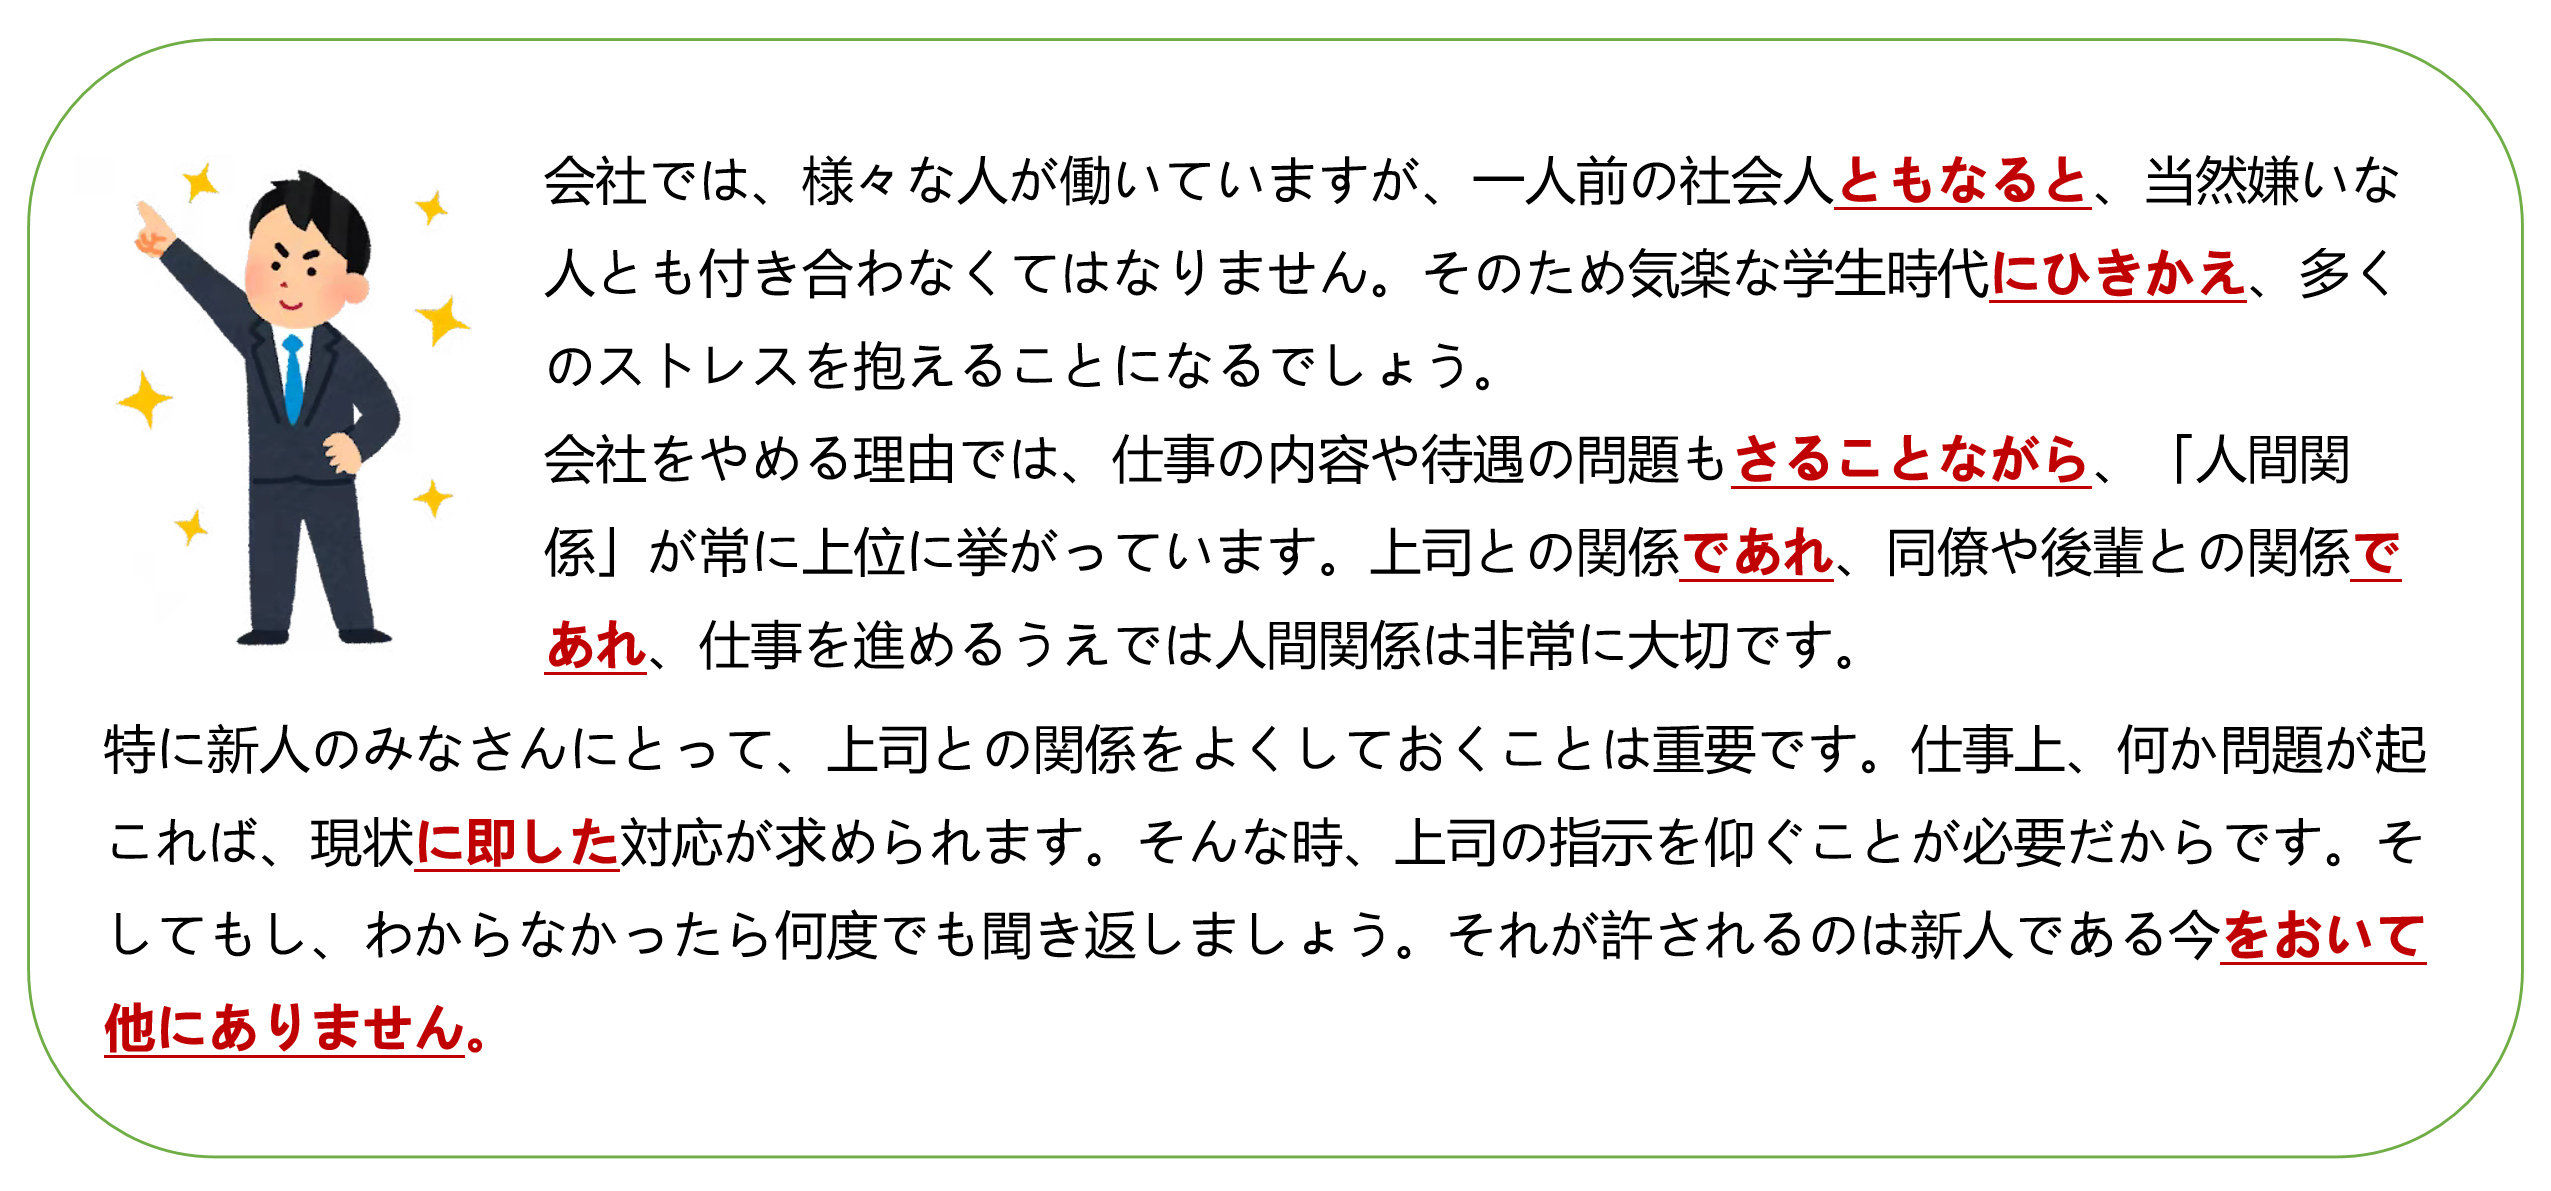 会社では、様々な人が働いていますが、一人前の社会人ともなると、当然嫌いな
人とも付き合わなくてはなりません。そのため気楽な学生時代にひきかえ、多く
のストレスを抱えることになるでしょう。
会社をやめる理由では、仕事の内容や待遇の問題もさることながら、「人間関
係」が常に上位に挙がっています。上司との関係であれ、同僚や後輩との関係で
あれ、仕事を進めるうえでは人間関係は非常に大切です。
特に新人のみなさんにとって、上司との関係をよくしておくことは重要です。仕事上、何か問題が起
これば、現状に即した対応が求められます。そんな時、上司の指示を仰ぐことが必要だからです。そ
してもし、わからなかったら何度でも聞き返しましょう。それが許されるのは新人である今をおいて
他にありません。